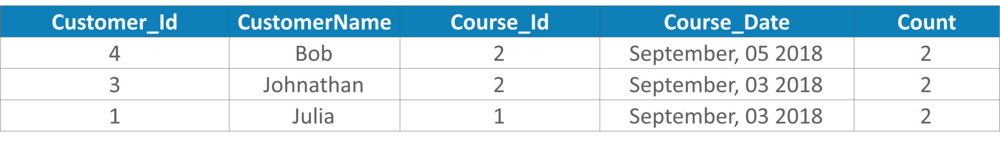 Customer_Id CustomerName Course_Id Course_Date Count
4 Bob 2 September, 05 2018 2
3 Johnathan 2 September, 03 2018 2
1 Julia 1 September, 03 2018 2